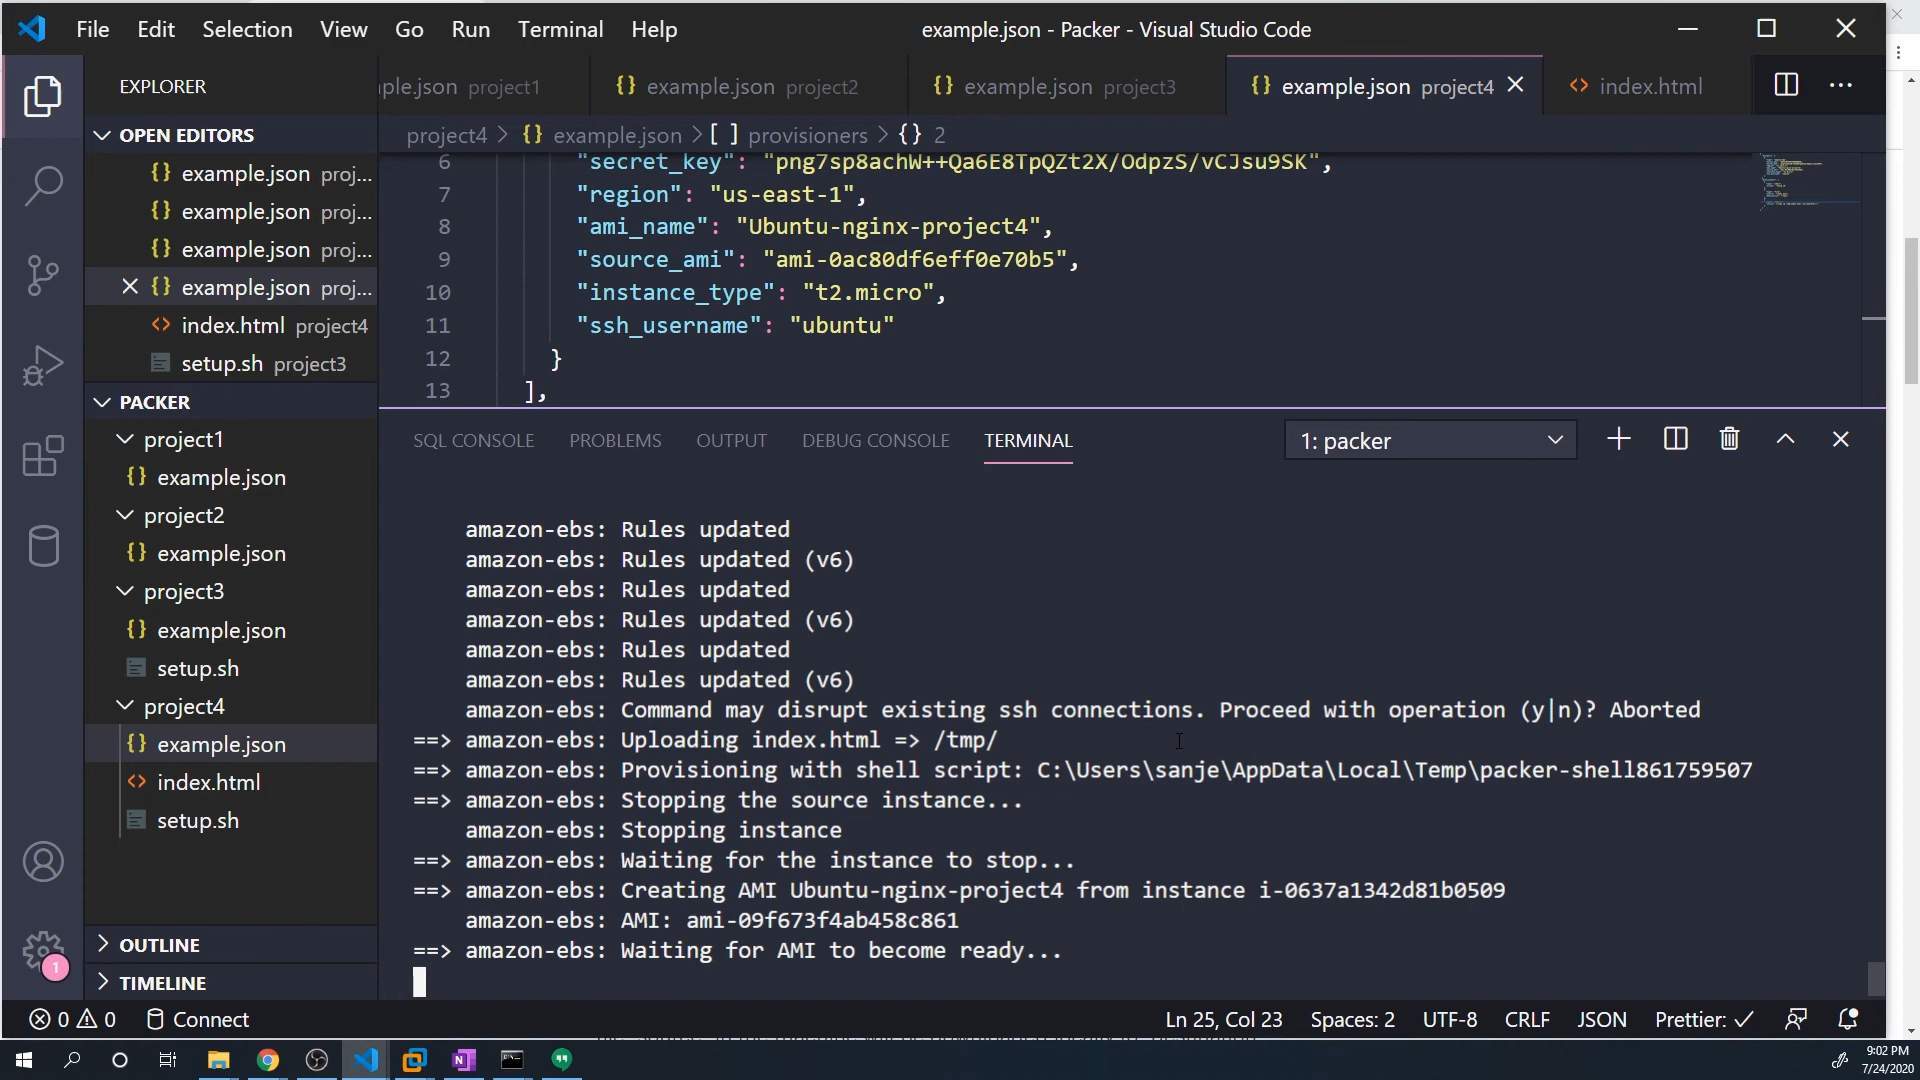 File Edit Selection View Go Run Terminal Help
example.json - Packer - Visual Studio Code
EXPLORER
ple.json project1
{} example.json project2
{} example.json project3
{} example.json project4
<> index.html
OPEN EDITORS
{} example.json proj...
{} example.json proj...
{} example.json proj...
{} example.json proj...
<> index.html project4
setup.sh project3
PACKER
project1
{} example.json
project2
{} example.json
project3
{} example.json
setup.sh
project4
{} example.json
<> index.html
setup.sh
OUTLINE
TIMELINE
project4 > {} example.json > [ ] provisioners > {} 2
6 "secret_key":
7 "region": "us-east-1",
8 "ami_name": "Ubuntu-nginx-project4",
9 "source_ami": "ami-0ac80df6eff0e70b5",
10 "instance_type": "t2.micro",
11 "ssh_username": "ubuntu"
12 }
13 ],
SQL CONSOLE PROBLEMS OUTPUT DEBUG CONSOLE TERMINAL
1: packer
amazon-ebs: Rules updated
amazon-ebs: Rules updated (v6)
amazon-ebs: Rules updated
amazon-ebs: Rules updated (v6)
amazon-ebs: Rules updated
amazon-ebs: Rules updated (v6)
amazon-ebs: Command may disrupt existing ssh connections. Proceed with operation (y|n)? Aborted
==> amazon-ebs: Uploading index.html => /tmp/
==> amazon-ebs: Provisioning with shell script: C:\Users\sanje\AppData\Local\Temp\packer-shell861759507
==> amazon-ebs: Stopping the source instance...
amazon-ebs: Stopping instance
==> amazon-ebs: Waiting for the instance to stop...
==> amazon-ebs: Creating AMI Ubuntu-nginx-project4 from instance i-0637a1342d81b0509
amazon-ebs: AMI: ami-09f673f4ab458c861
==> amazon-ebs: Waiting for AMI to become ready...
1
0 0 Connect
Ln 25, Col 23 Spaces: 2 UTF-8 CRLF JSON Prettier: ✓
9:02 PM
7/24/2020